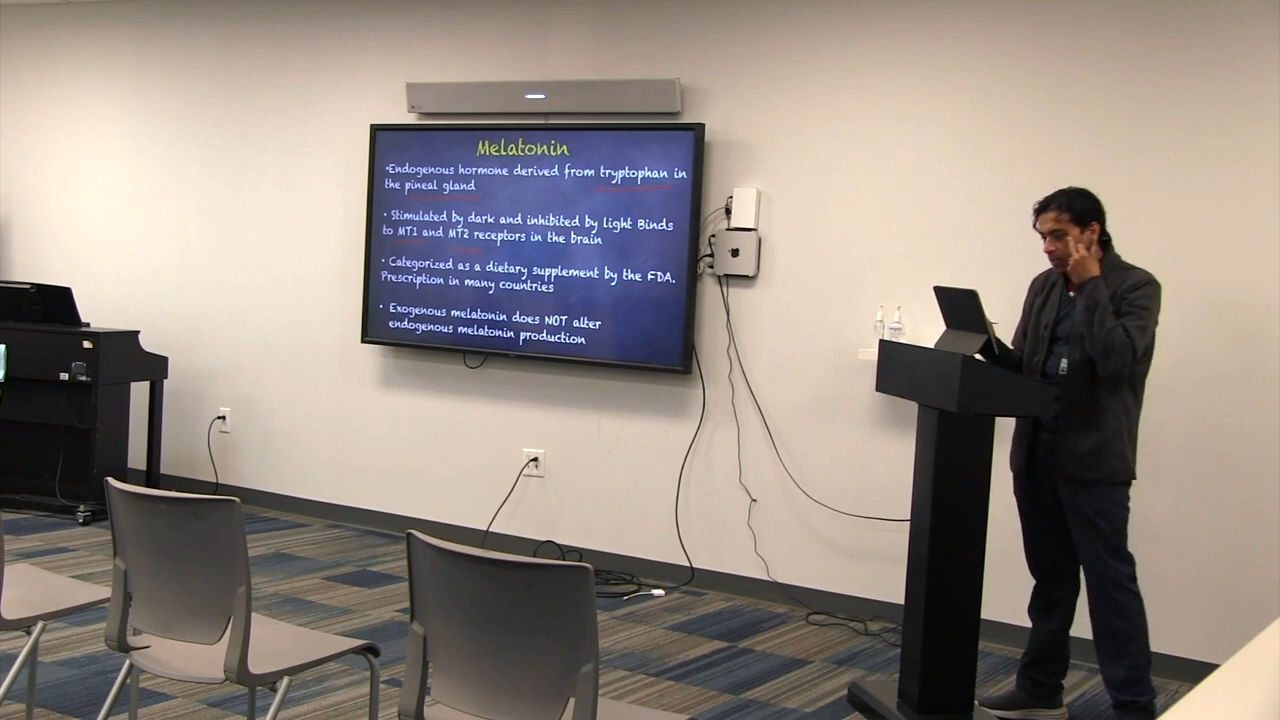 Melatonin
•Endogenous hormone derived from tryptophan in
the pineal gland
• Stimulated by dark and inhibited by light Binds
to MT1 and MT2 receptors in the brain
• Categorized as a dietary supplement by the FDA.
Prescription in many countries
• Exogenous melatonin does NOT alter
endogenous melatonin production